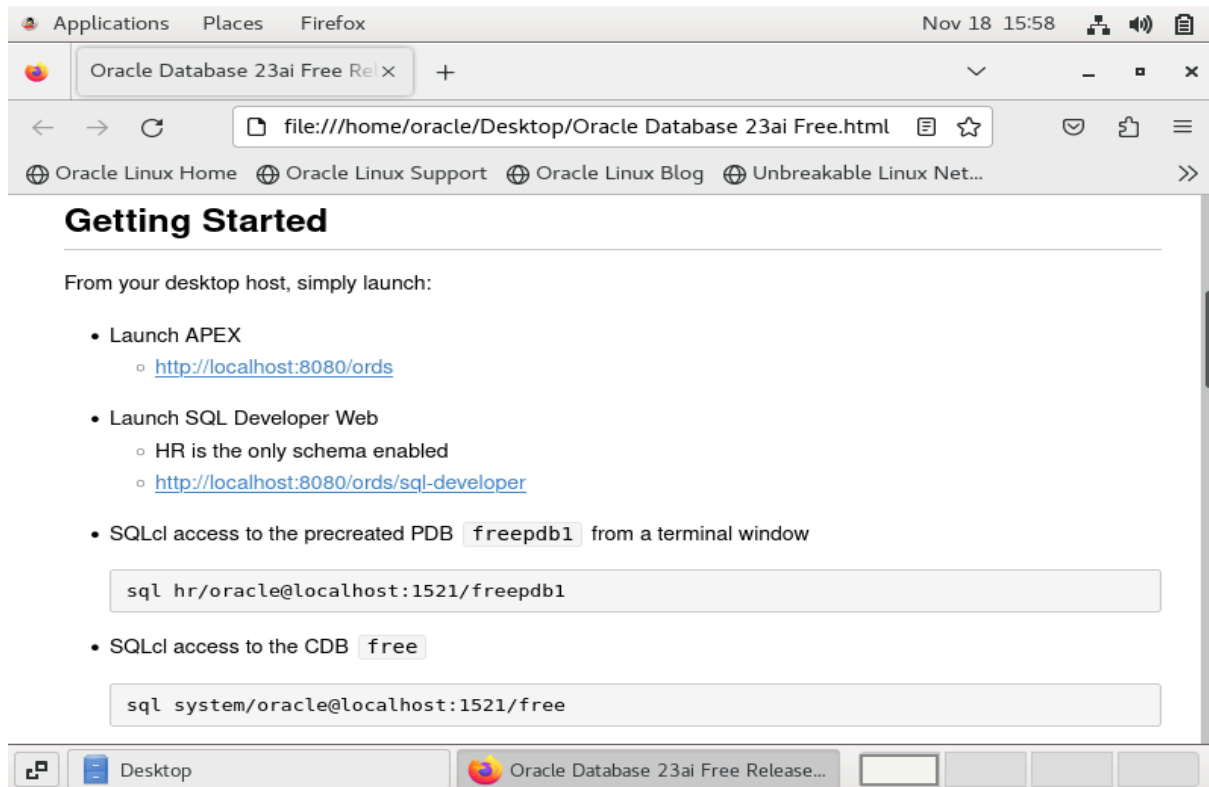 Applications Places Firefox Nov 18 15:58
Oracle Database 23ai Free Rel
file:///home/oracle/Desktop/Oracle Database 23ai Free.html
Oracle Linux Home Oracle Linux Support Oracle Linux Blog Unbreakable Linux Net...
Getting Started
From your desktop host, simply launch:
• Launch APEX
◦ http://localhost:8080/ords
• Launch SQL Developer Web
◦ HR is the only schema enabled
◦ http://localhost:8080/ords/sql-developer
• SQLcl access to the precreated PDB freepdb1 from a terminal window
sql hr/oracle@localhost:1521/freepdb1
• SQLcl access to the CDB free
sql system/oracle@localhost:1521/free
Desktop Oracle Database 23ai Free Release...